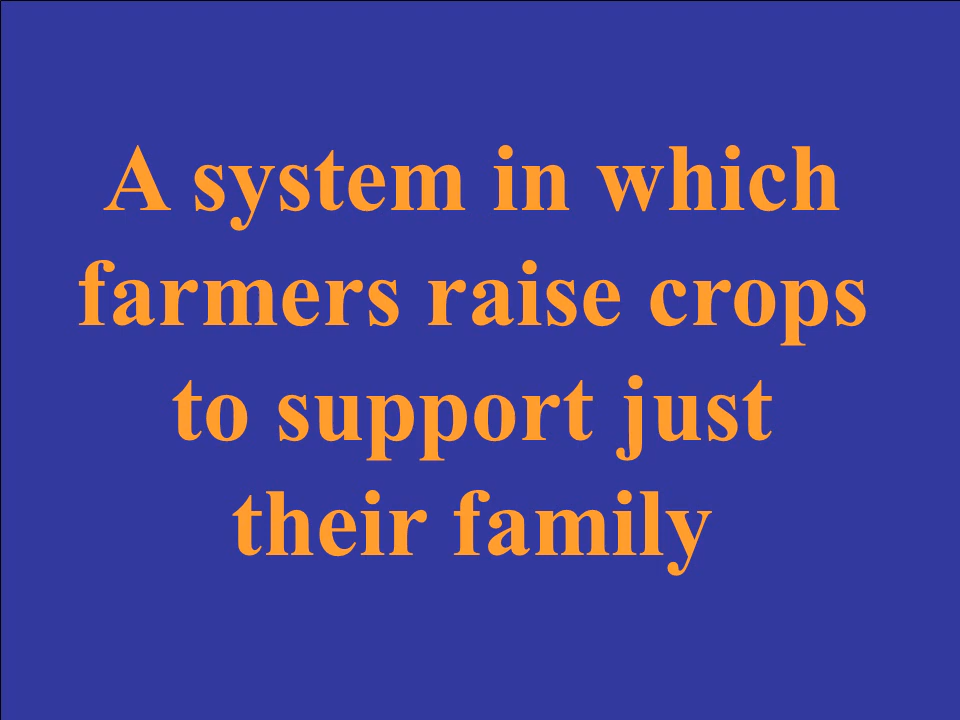 A system in which
farmers raise crops
to support just
their family